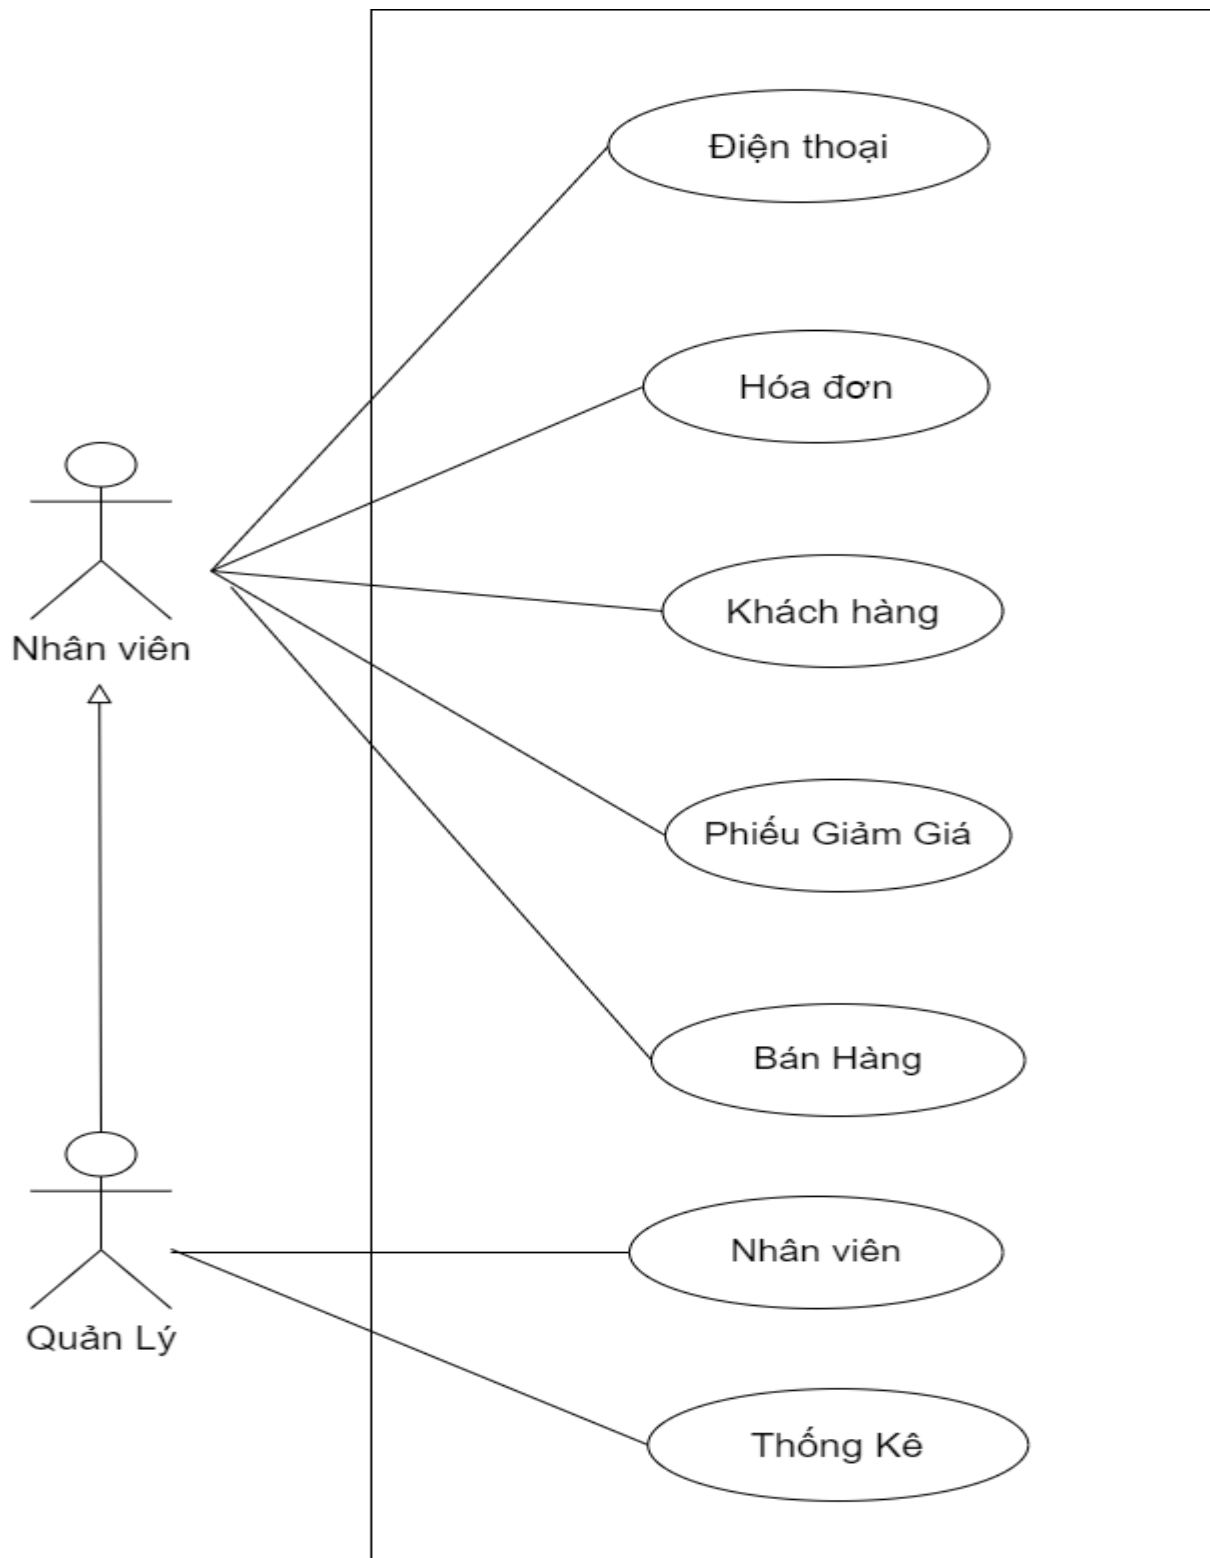 Điện thoại
Hóa đơn
Khách hàng
Nhân viên
Phiếu Giảm Giá
Bán Hàng
Nhân viên
Quản Lý
Thống Kê